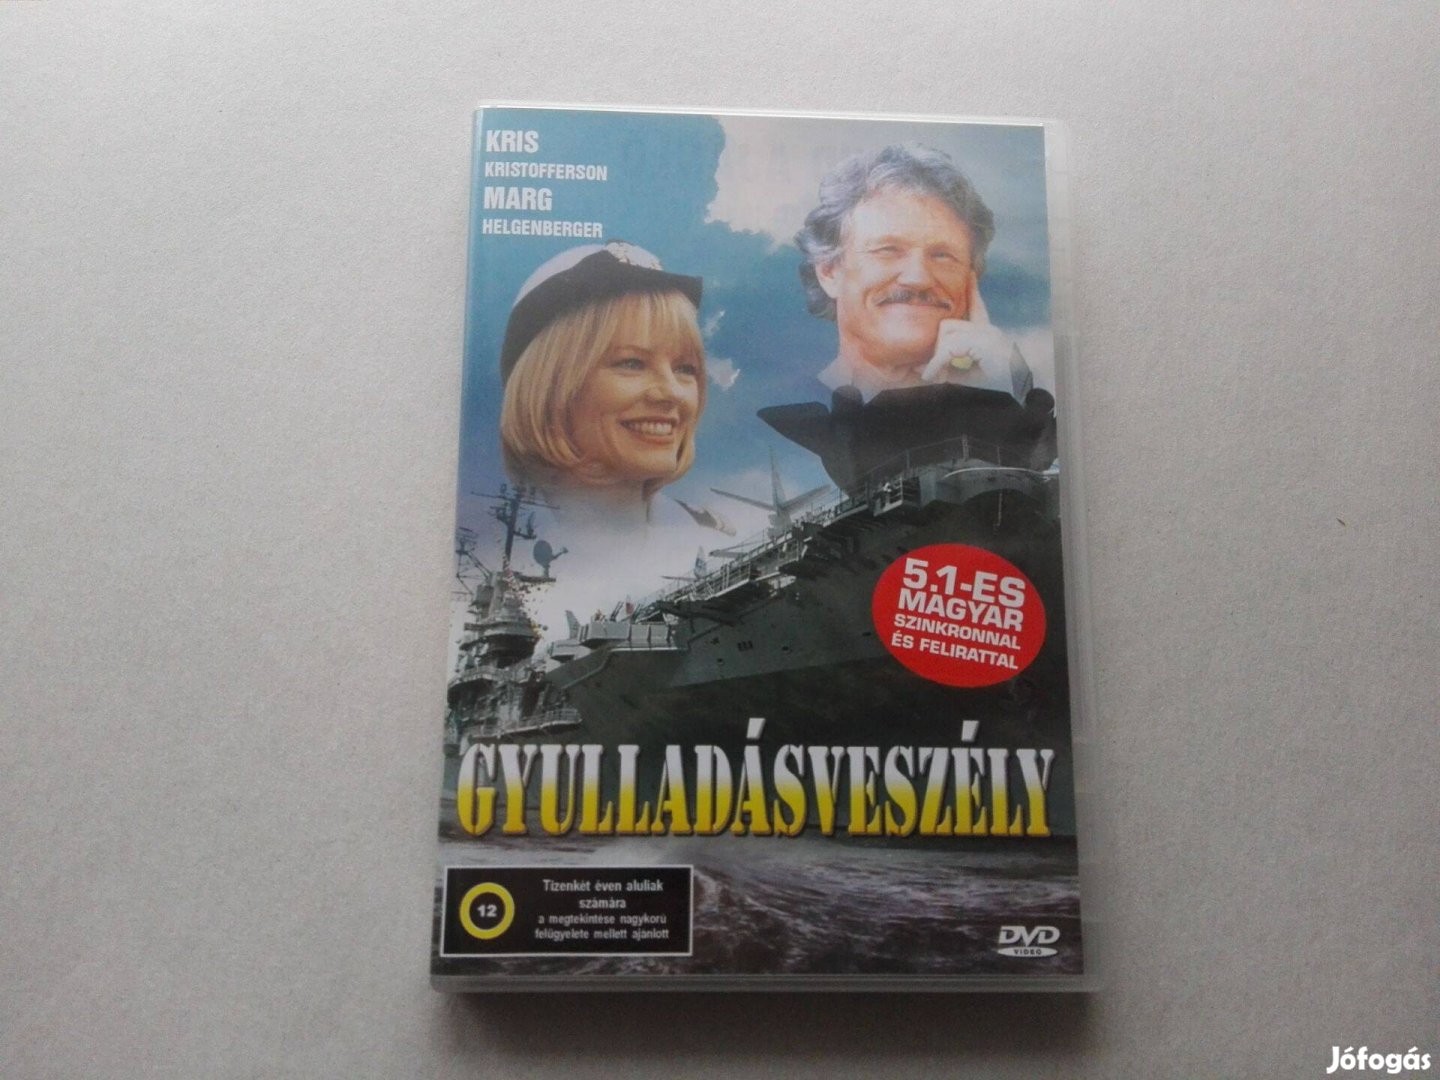 KRIS
KRISTOFFERSON
MARG
HELGENBERGER
5.1-ES
MAGYAR
SZINKRONNAL
ÉS FELIRATTAL
GYULLADÁSVESZÉLY
12
Tizenkét éven aluliak
számára
a megtekintése nagykorú
felügyelete mellett ajánlott
DVD
VIDEO
Jófogás